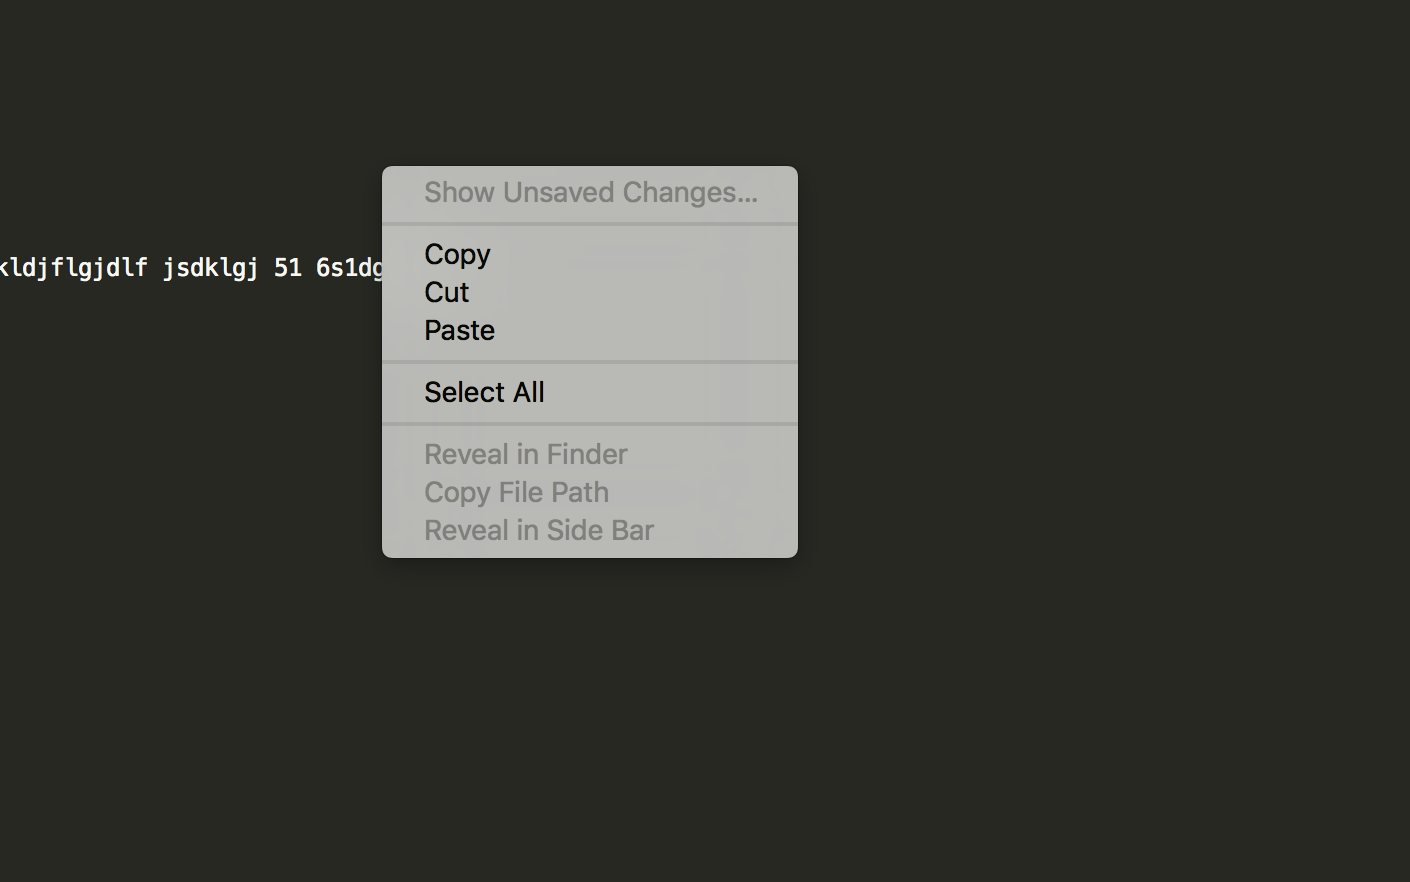 Show Unsaved Changes...
kldjflgjdlf jsdklgj 51 6s1dg
Copy
Cut
Paste
Select All
Reveal in Finder
Copy File Path
Reveal in Side Bar